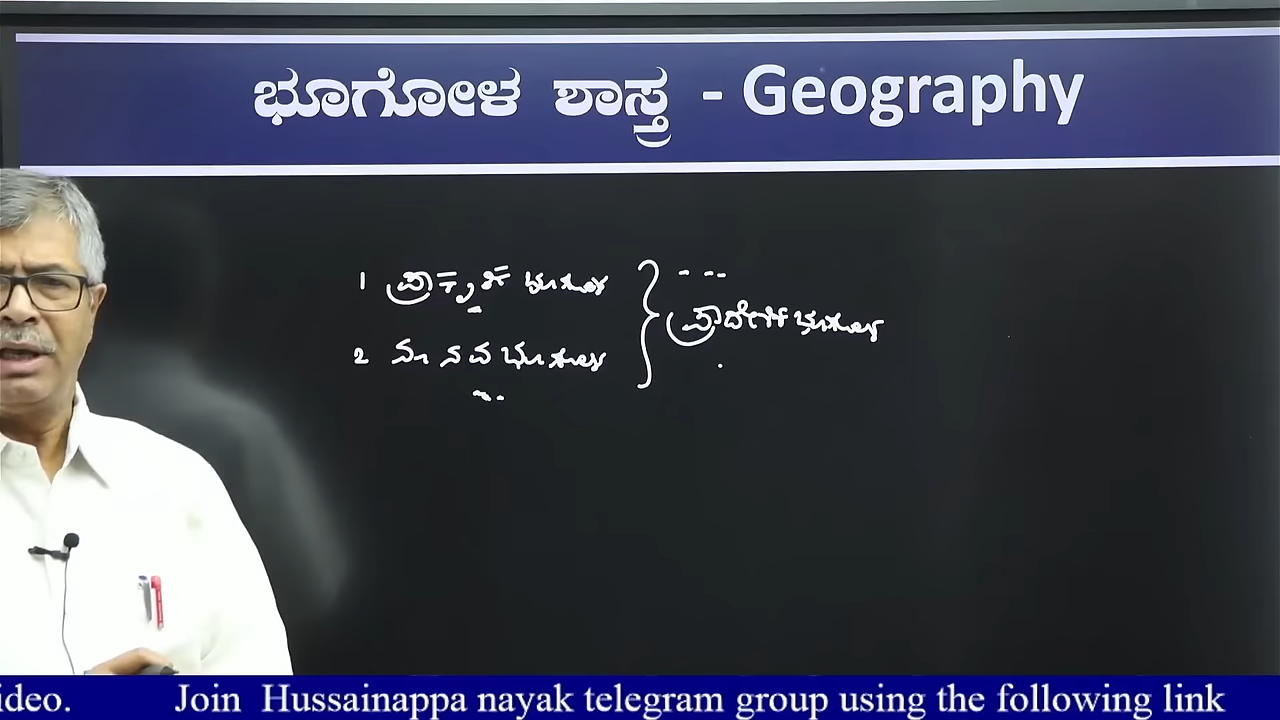 ಭೂಗೋಳ ಶಾಸ್ತ್ರ - Geography
1 ಪ್ರಾಕೃತಿಕ ಭೂಗೋಳ
2 ಮಾನವ ಭೂಗೋಳ
ಪ್ರಾದೇಶಿಕ ಭೂಗೋಳ
ideo. Join Hussainappa nayak telegram group using the following link